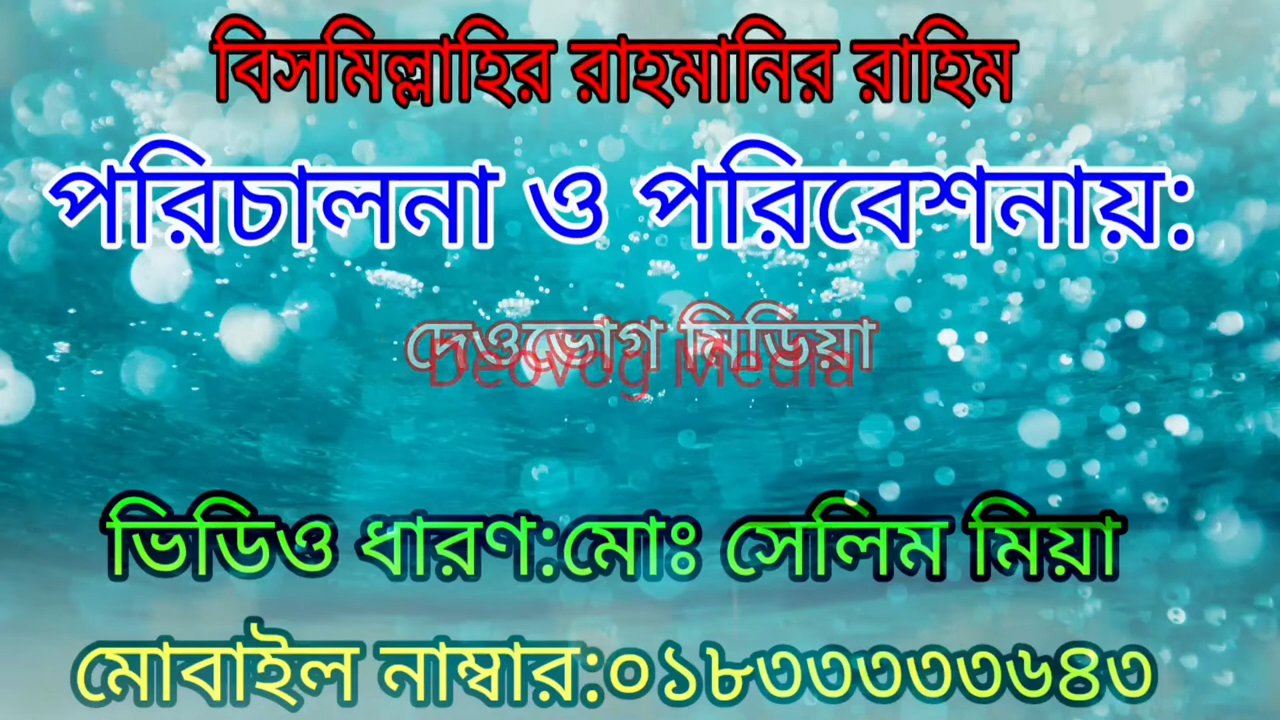 বিসমিল্লাহির রাহমানির রাহিম
পরিচালনা ও পরিবেশনায়:
দেওভোগ মিডিয়া
Deovog Media
ভিডিও ধারণ:মোঃ সেলিম মিয়া
মোবাইল নাম্বার:০১৮৩৩৩৩৩৬৪৩